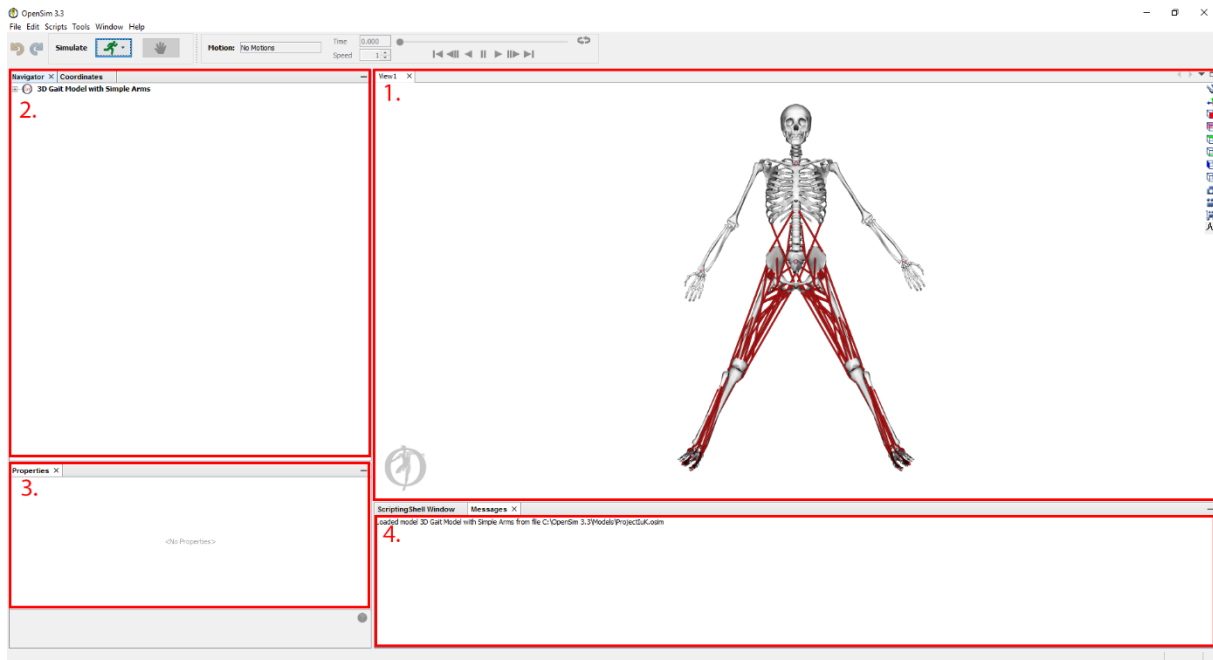 OpenSim 3.3
File Edit Scripts Tools Window Help
Simulate
Motion: No Motions
Time 0.000
Speed 1
Navigator × Coordinates
3D Gait Model with Simple Arms
2.
View1 ×
1.
A
Properties ×
3.
<No Properties>
ScriptingShell Window Messages ×
Loaded model 3D Gait Model with Simple Arms from file C:\OpenSim 3.3\Models\ProjectIuK.osim
4.